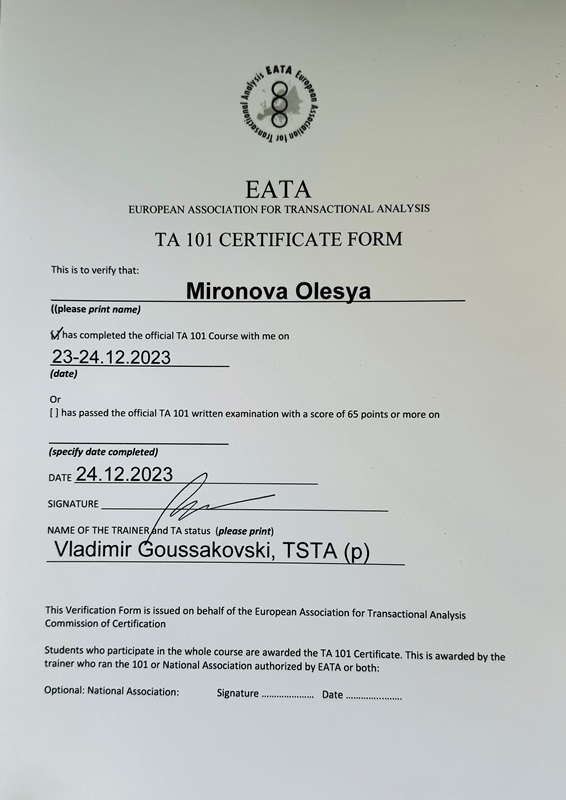 EATA European Association for Transactional Analysis
EATA
EUROPEAN ASSOCIATION FOR TRANSACTIONAL ANALYSIS
TA 101 CERTIFICATE FORM
This is to verify that:
Mironova Olesya
((please print name)
[✓] has completed the official TA 101 Course with me on
23-24.12.2023
(date)
Or
[ ] has passed the official TA 101 written examination with a score of 65 points or more on
(specify date completed)
DATE 24.12.2023
SIGNATURE
NAME OF THE TRAINER and TA status (please print)
Vladimir Goussakovski, TSTA (p)
This Verification Form is issued on behalf of the European Association for Transactional Analysis
Commission of Certification
Students who participate in the whole course are awarded the TA 101 Certificate. This is awarded by the
trainer who ran the 101 or National Association authorized by EATA or both:
Optional: National Association: Signature ...................... Date ......................